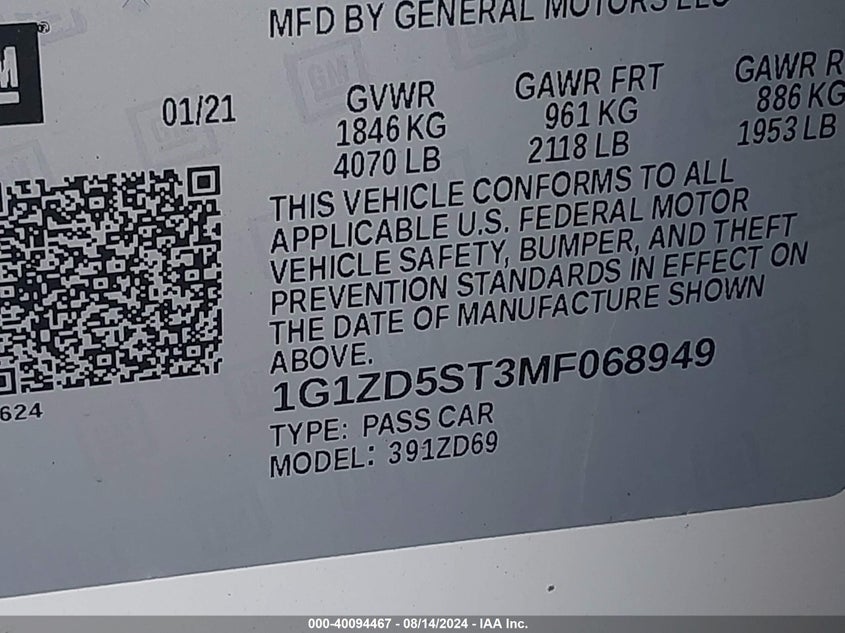 MFD BY GENERAL MOTORS LLC
GM
01/21
GVWR
1846 KG
4070 LB
GAWR FRT
961 KG
2118 LB
GAWR R
886 KG
1953 LB
THIS VEHICLE CONFORMS TO ALL
APPLICABLE U.S. FEDERAL MOTOR
VEHICLE SAFETY, BUMPER, AND THEFT
PREVENTION STANDARDS IN EFFECT ON
THE DATE OF MANUFACTURE SHOWN
ABOVE.
1G1ZD5ST3MF068949
624
TYPE: PASS CAR
MODEL: 391ZD69
000-40094467 - 08/14/2024 - IAA Inc.